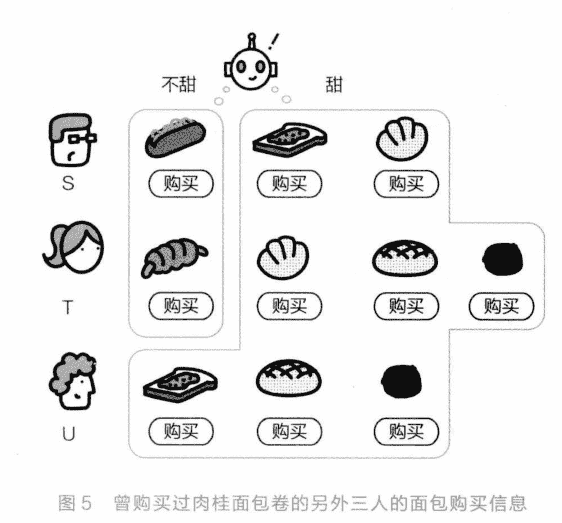 不甜 甜
S 购买 购买 购买
T 购买 购买 购买 购买
U 购买 购买 购买
图 5 曾购买过肉桂面包卷的另外三人的面包购买信息